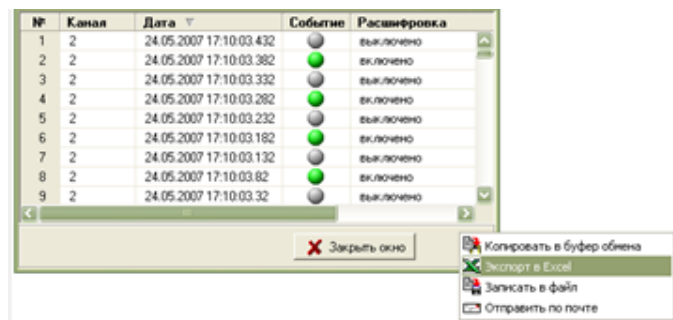 № Канал Дата Событие Расшифровка
1 2 24.05.2007 17:10:03.432 выключено
2 2 24.05.2007 17:10:03.382 включено
3 2 24.05.2007 17:10:03.332 выключено
4 2 24.05.2007 17:10:03.282 включено
5 2 24.05.2007 17:10:03.232 выключено
6 2 24.05.2007 17:10:03.182 включено
7 2 24.05.2007 17:10:03.132 выключено
8 2 24.05.2007 17:10:03.82 включено
9 2 24.05.2007 17:10:03.32 выключено
Закрыть окно
Копировать в буфер обмена
Экспорт в Excel
Записать в файл
Отправить по почте